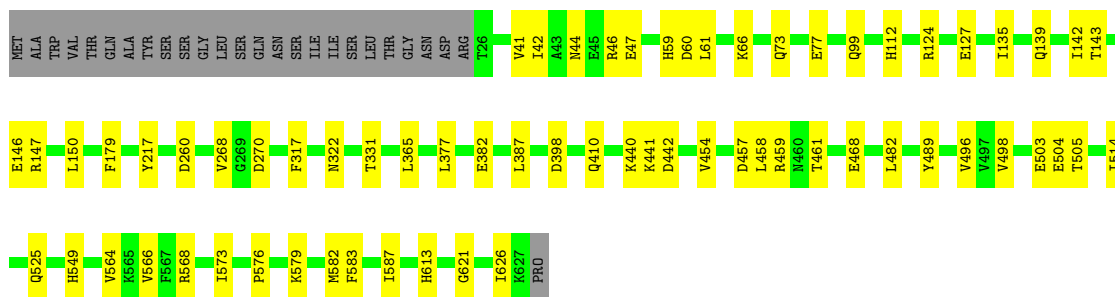 MET ALA TRP VAL THR GLN ALA TYR SER SER GLY LEU SER GLN ASN SER ILE ILE SER LEU THR GLY ASN ASP ARG T26 V41 I42 A43 N44 E45 R46 E47 H59 D60 L61 K66 Q73 E77 Q99 H112 R124 E127 I135 Q139 I142 T143
E146 R147 L150 F179 Y217 D260 V268 G269 D270 F317 N322 T331 L365 L377 E382 L387 D398 Q410 K440 K441 D442 V454 D457 L458 R459 N460 T461 E468 L482 Y489 V496 V497 V498 E503 E504 T505
Q525 H549 V564 K565 V566 F567 R568 I573 P576 K579 M582 F583 I587 H613 G621 I626 K627 PRO